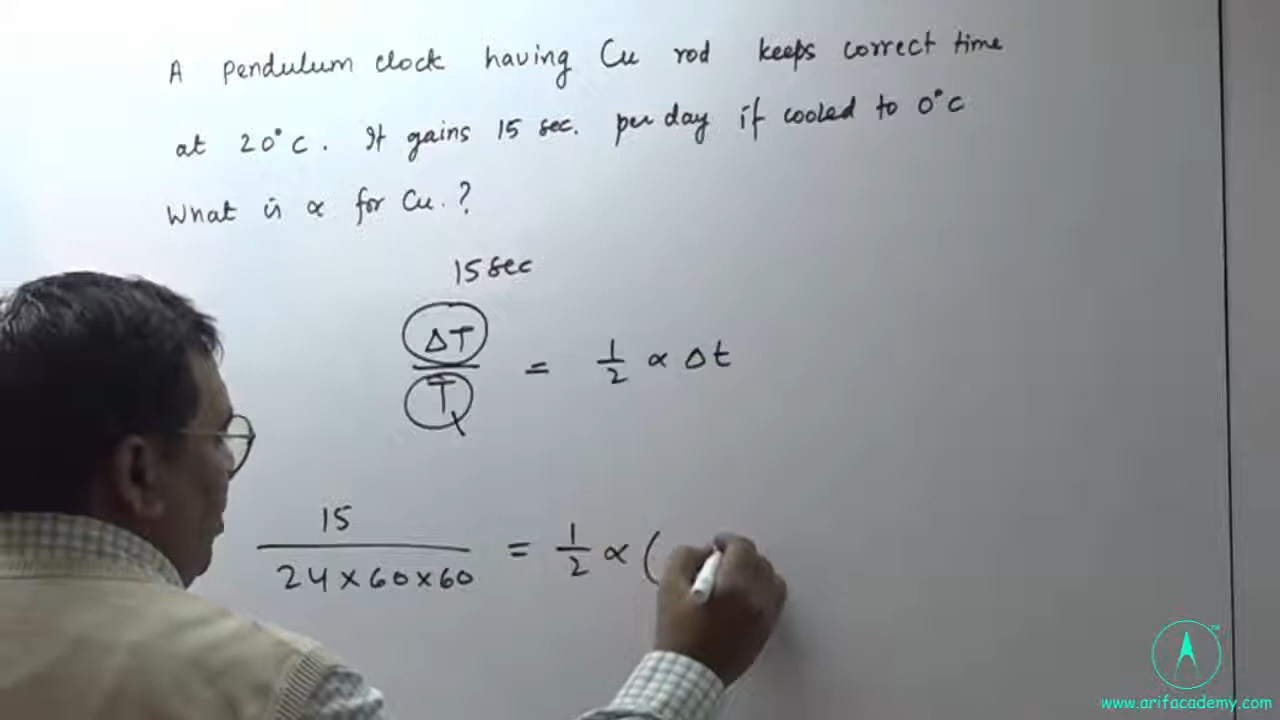 A pendulum clock having Cu rod keeps correct time
at 20°C. It gains 15 sec. per day if cooled to 0°C
What is α for Cu.?
15 sec
ΔT
T
= 1/2 α Δt
15
24×60×60
= 1/2 α (
www.arifacademy.com